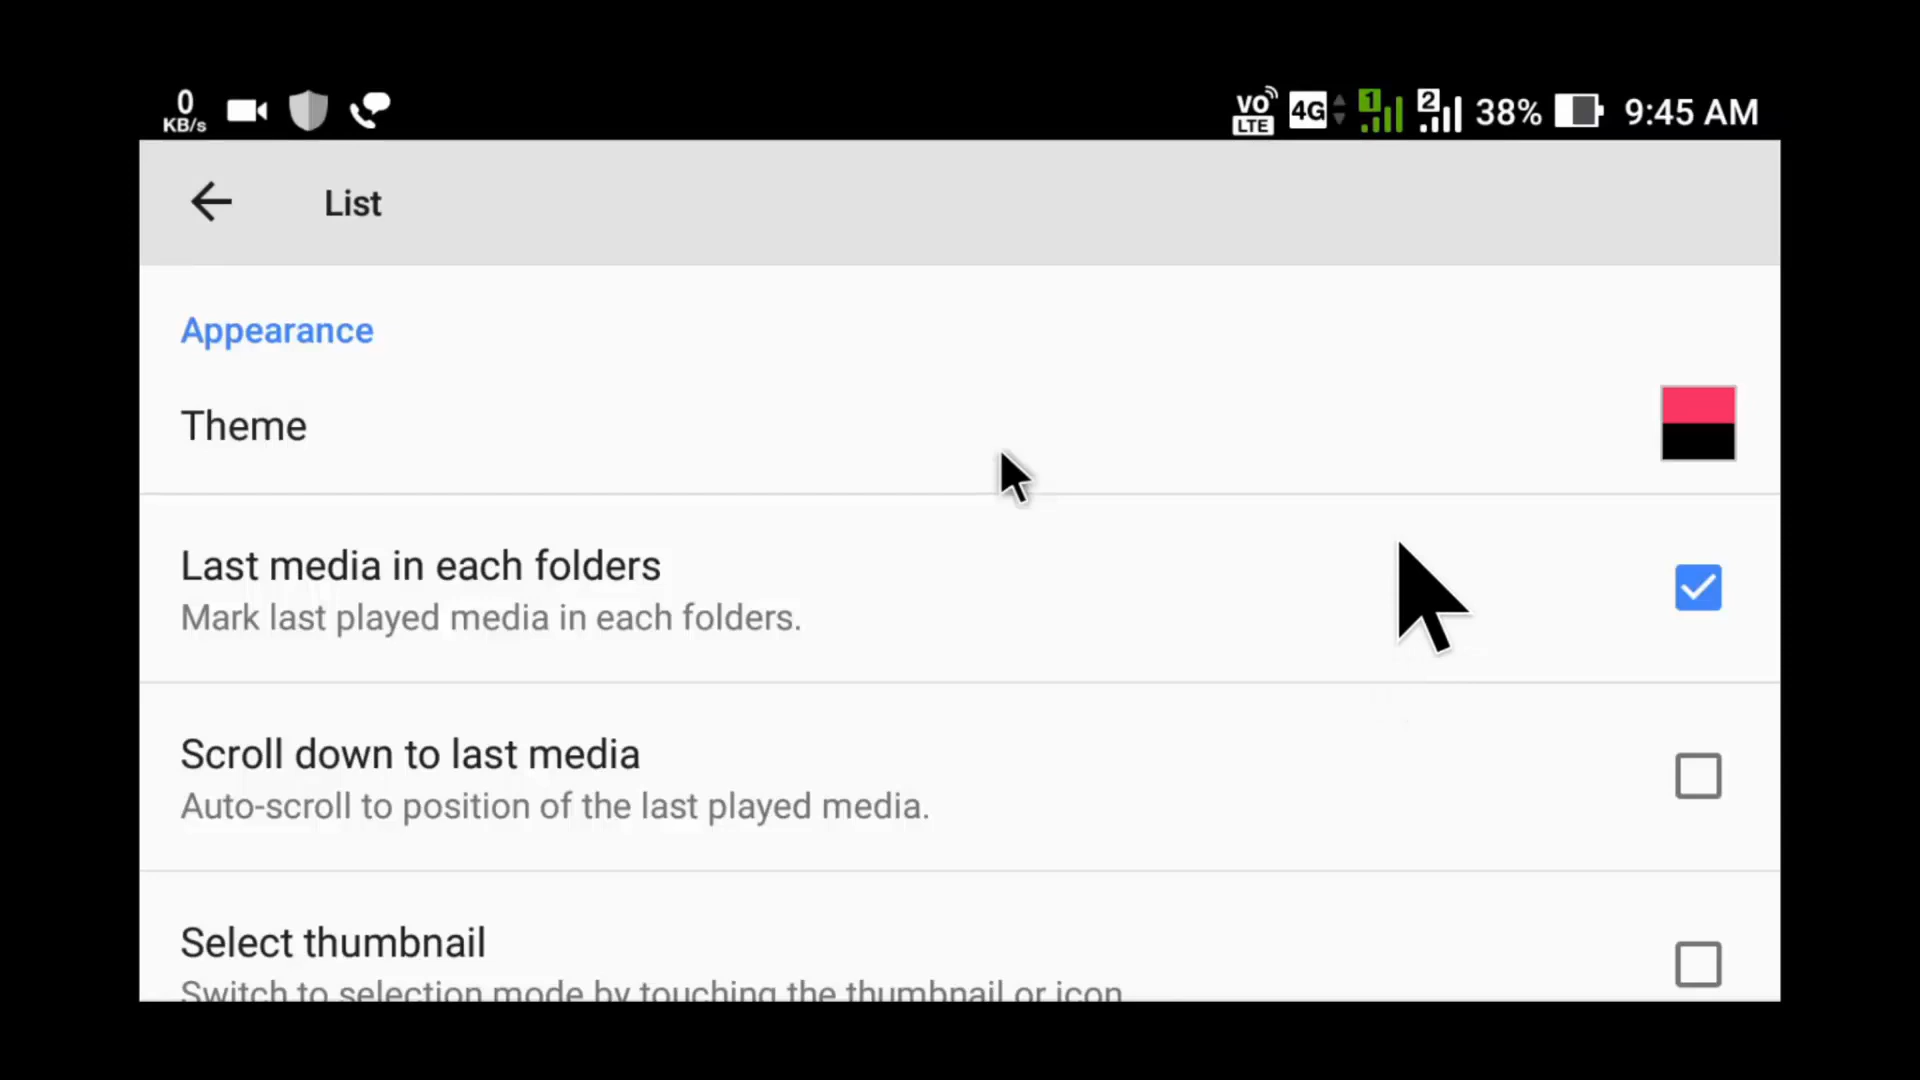 0
KB/s
VO
LTE
4G
1
2
38%
9:45 AM
List
Appearance
Theme
Last media in each folders
Mark last played media in each folders.
Scroll down to last media
Auto-scroll to position of the last played media.
Select thumbnail
Switch to selection mode by touching the thumbnail or icon